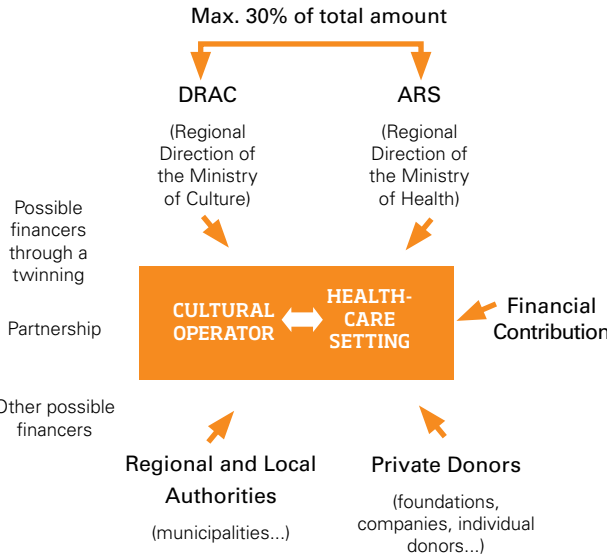 Max. 30% of total amount
DRAC
ARS
(Regional
Direction of
the Ministry
of Culture)
(Regional
Direction of
the Ministry
of Health)
Possible
financers
through a
twinning
CULTURAL
OPERATOR
HEALTH-
CARE
SETTING
Partnership
Financial
Contribution
Other possible
financers
Regional and Local
Authorities
(municipalities...)
Private Donors
(foundations,
companies, individual
donors...)